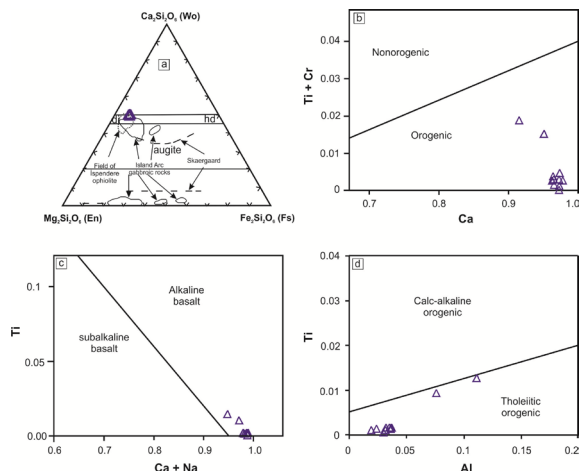 Ca₂Si₂O₆ (Wo)
a
di
hd
augite
Field of
Ispendere
ophiolite
Island Arc
gabbroic rocks
Skaergaard
Mg₂Si₂O₆ (En)
Fe₂Si₂O₆ (Fs)
b
Nonorogenic
Orogenic
Ti + Cr
0.04
0.03
0.02
0.01
0
0.7
0.8
0.9
1.0
Ca
c
Alkaline
basalt
subalkaline
basalt
Ti
0.1
0.05
0.00
0.6
0.7
0.8
0.9
1.0
Ca + Na
d
Calc-alkaline
orogenic
Tholeiitic
orogenic
Ti
0.04
0.04
0.02
0.01
0
0
0.05
0.1
0.15
0.2
Al